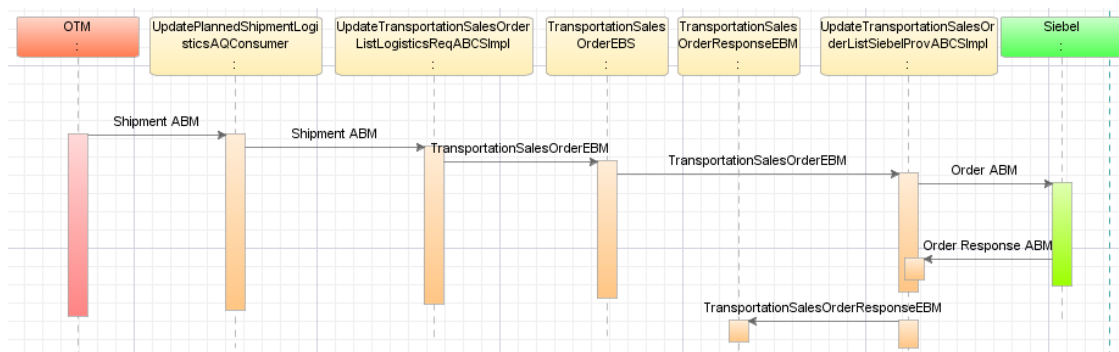 OTM
:
UpdatePlannedShipmentLogi
sticsAQConsumer
:
UpdateTransportationSalesOrder
ListLogisticsReqABCSImpl
:
TransportationSales
OrderEBS
:
TransportationSales
OrderResponseEBM
:
UpdateTransportationSalesOr
derListSiebelProvABCSImpl
:
Siebel
:
Shipment ABM
Shipment ABM
TransportationSalesOrderEBM
TransportationSalesOrderEBM
Order ABM
Order Response ABM
TransportationSalesOrderResponseEBM